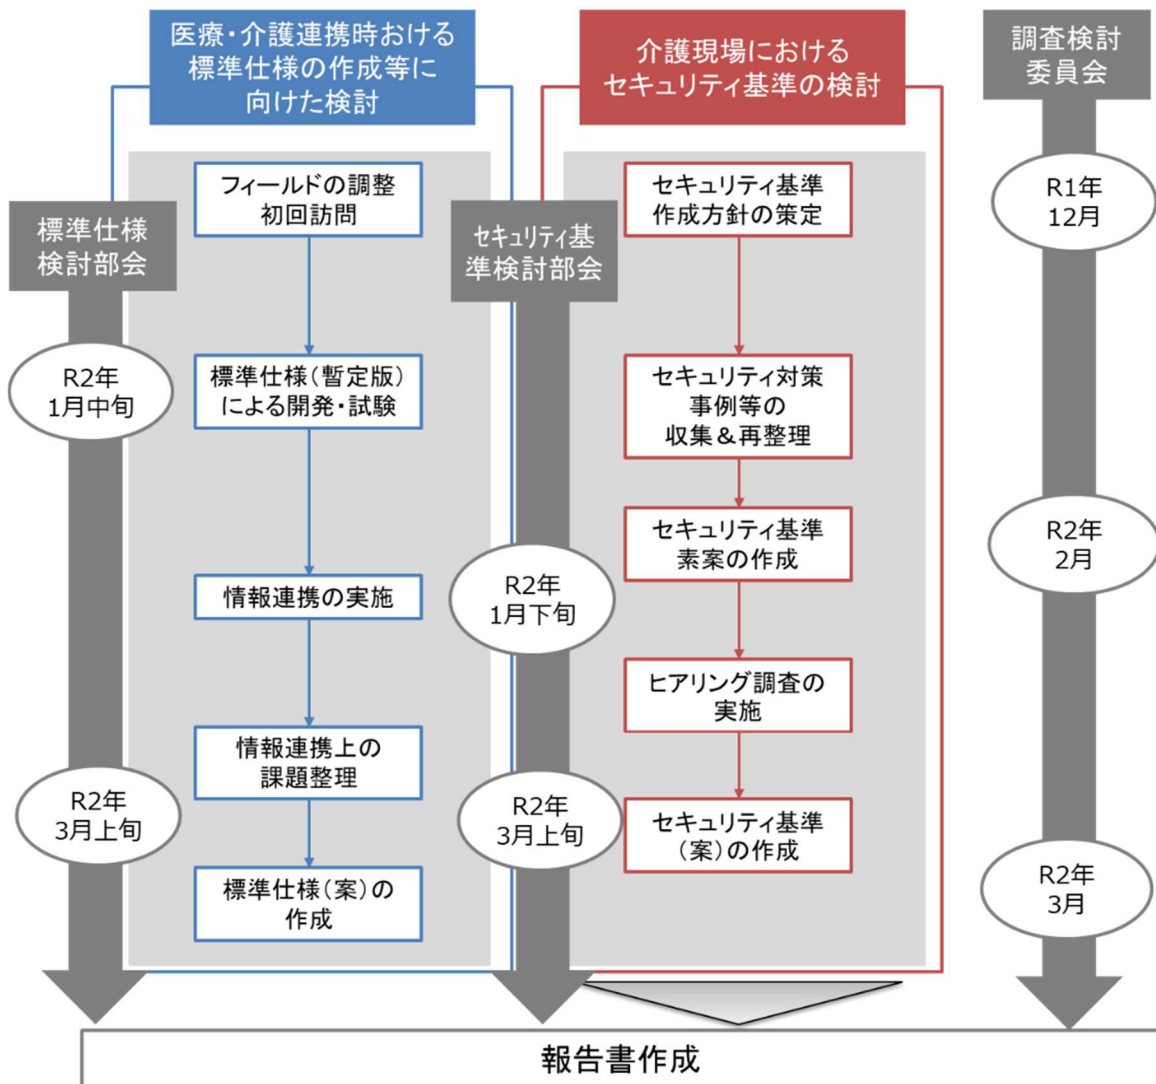 医療・介護連携時おける
標準仕様の作成等に
向けた検討
介護現場における
セキュリティ基準の検討
調査検討
委員会
標準仕様
検討部会
R2年
1月中旬
R2年
3月上旬
フィールドの調整
初回訪問
標準仕様（暫定版）
による開発・試験
情報連携の実施
情報連携上の
課題整理
標準仕様（案）の
作成
セキュリティ基
準検討部会
R2年
1月下旬
R2年
3月上旬
セキュリティ基準
作成方針の策定
セキュリティ対策
事例等の
収集＆再整理
セキュリティ基準
素案の作成
ヒアリング調査の
実施
セキュリティ基準
（案）の作成
R1年
12月
R2年
2月
R2年
3月
報告書作成